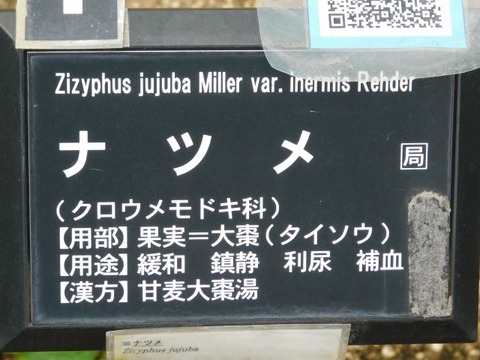 Zizyphus jujuba Miller var. inermis Rehder
ナツメ 局
(クロウメモドキ科)
【用部】果実=大棗(タイソウ)
【用途】緩和 鎮静 利尿 補血
【漢方】甘麦大棗湯
ナツメ
Zicyphus jujuba